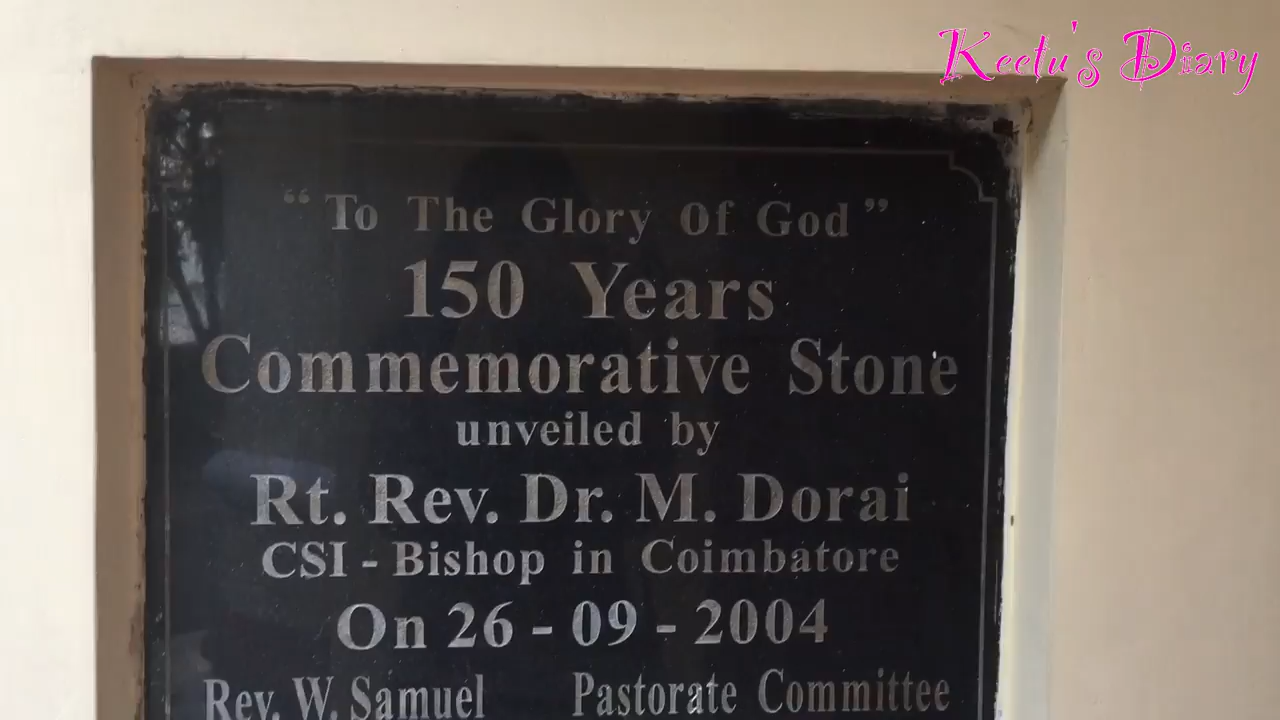 Keetu's Diary
“ To The Glory Of God ”
150 Years
Commemorative Stone
unveiled by
Rt. Rev. Dr. M. Dorai
CSI - Bishop in Coimbatore
On 26 - 09 - 2004
Rev. W. Samuel Pastorate Committee